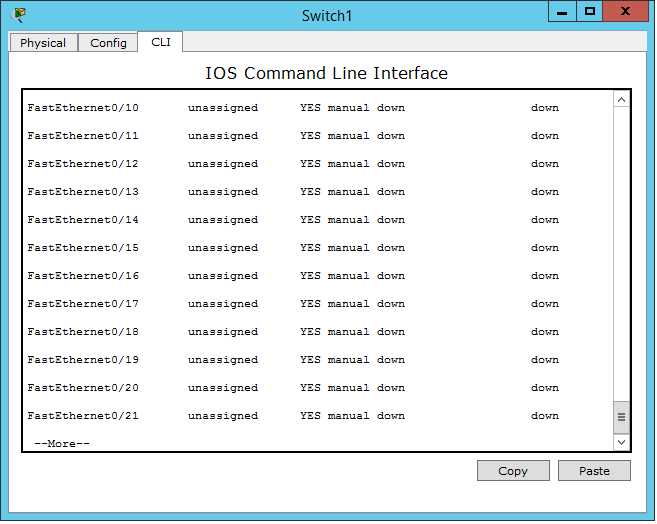 Switch1
Physical Config CLI
IOS Command Line Interface
FastEthernet0/10 unassigned YES manual down down
FastEthernet0/11 unassigned YES manual down down
FastEthernet0/12 unassigned YES manual down down
FastEthernet0/13 unassigned YES manual down down
FastEthernet0/14 unassigned YES manual down down
FastEthernet0/15 unassigned YES manual down down
FastEthernet0/16 unassigned YES manual down down
FastEthernet0/17 unassigned YES manual down down
FastEthernet0/18 unassigned YES manual down down
FastEthernet0/19 unassigned YES manual down down
FastEthernet0/20 unassigned YES manual down down
FastEthernet0/21 unassigned YES manual down down
--More--
Copy Paste